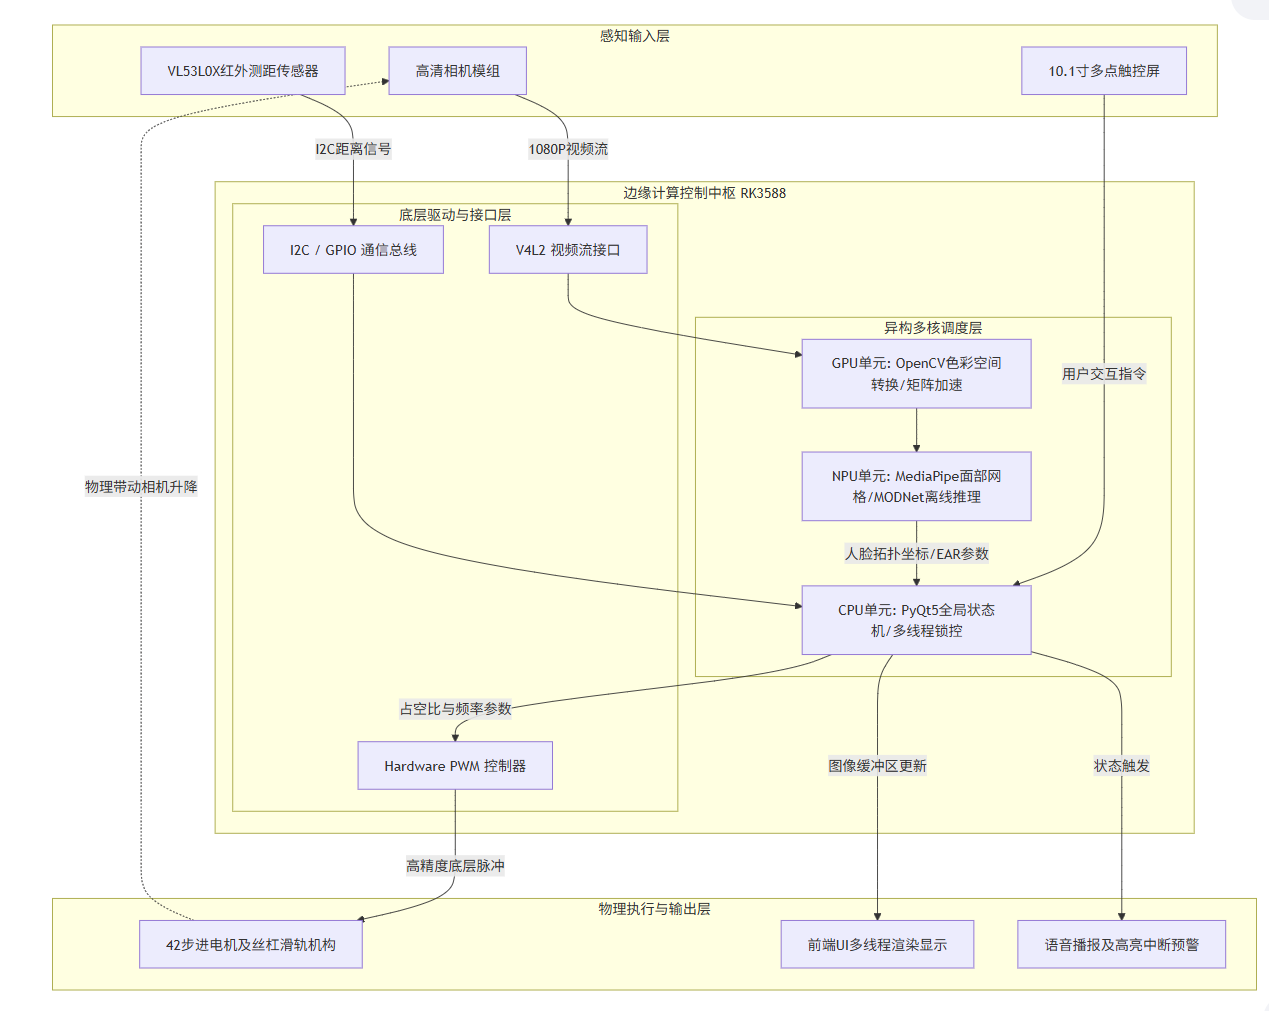 感知输入层
VL53L0X红外测距传感器
高清相机模组
10.1寸多点触控屏
I2C距离信号
1080P视频流
边缘计算控制中枢 RK3588
底层驱动与接口层
I2C / GPIO 通信总线
V4L2 视频流接口
异构多核调度层
GPU单元: OpenCV色彩空间
转换/矩阵加速
用户交互指令
NPU单元: MediaPipe面部网
格/MODNet离线推理
物理带动相机升降
人脸拓扑坐标/EAR参数
CPU单元: PyQt5全局状态
机/多线程锁控
占空比与频率参数
Hardware PWM 控制器
图像缓冲区更新
状态触发
高精度底层脉冲
物理执行与输出层
42步进电机及丝杠滑轨机构
前端UI多线程渲染显示
语音播报及高亮中断预警